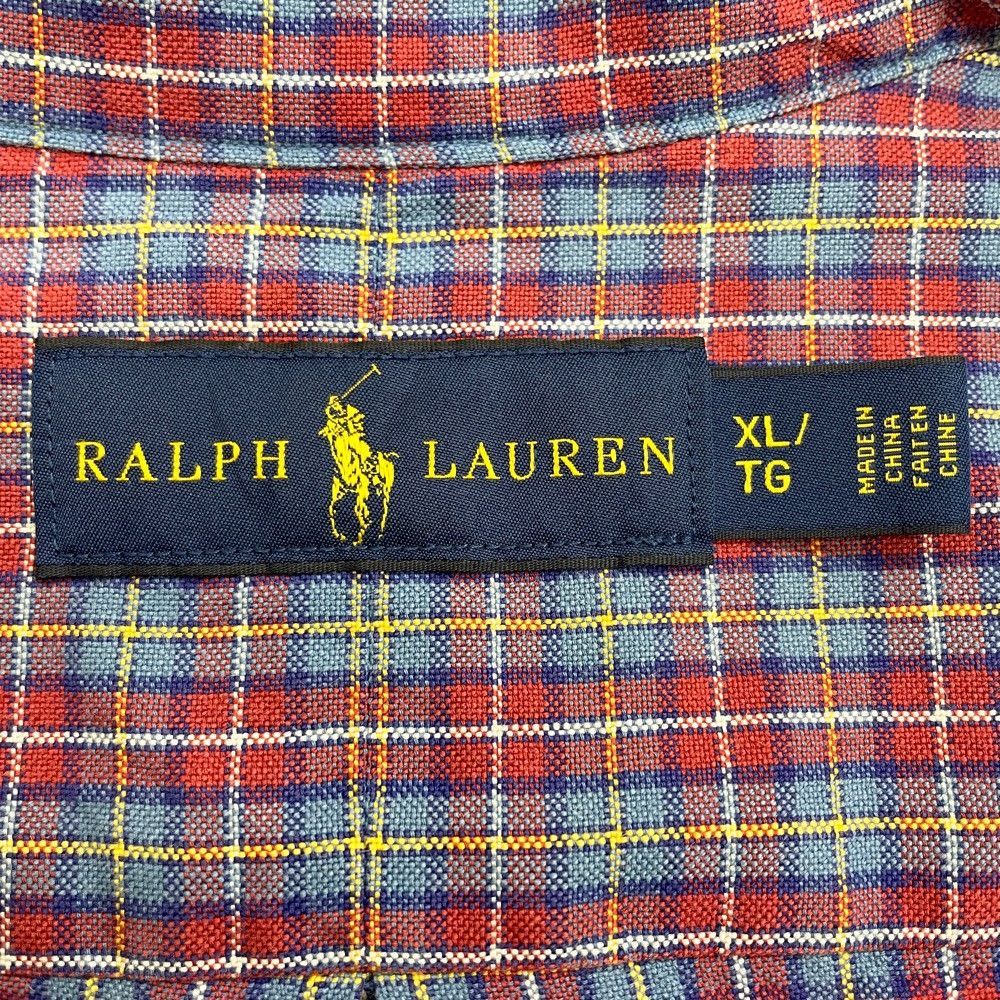 RALPH LAUREN
XL/
TG
MADE IN
CHINA
FAIT EN
CHINE